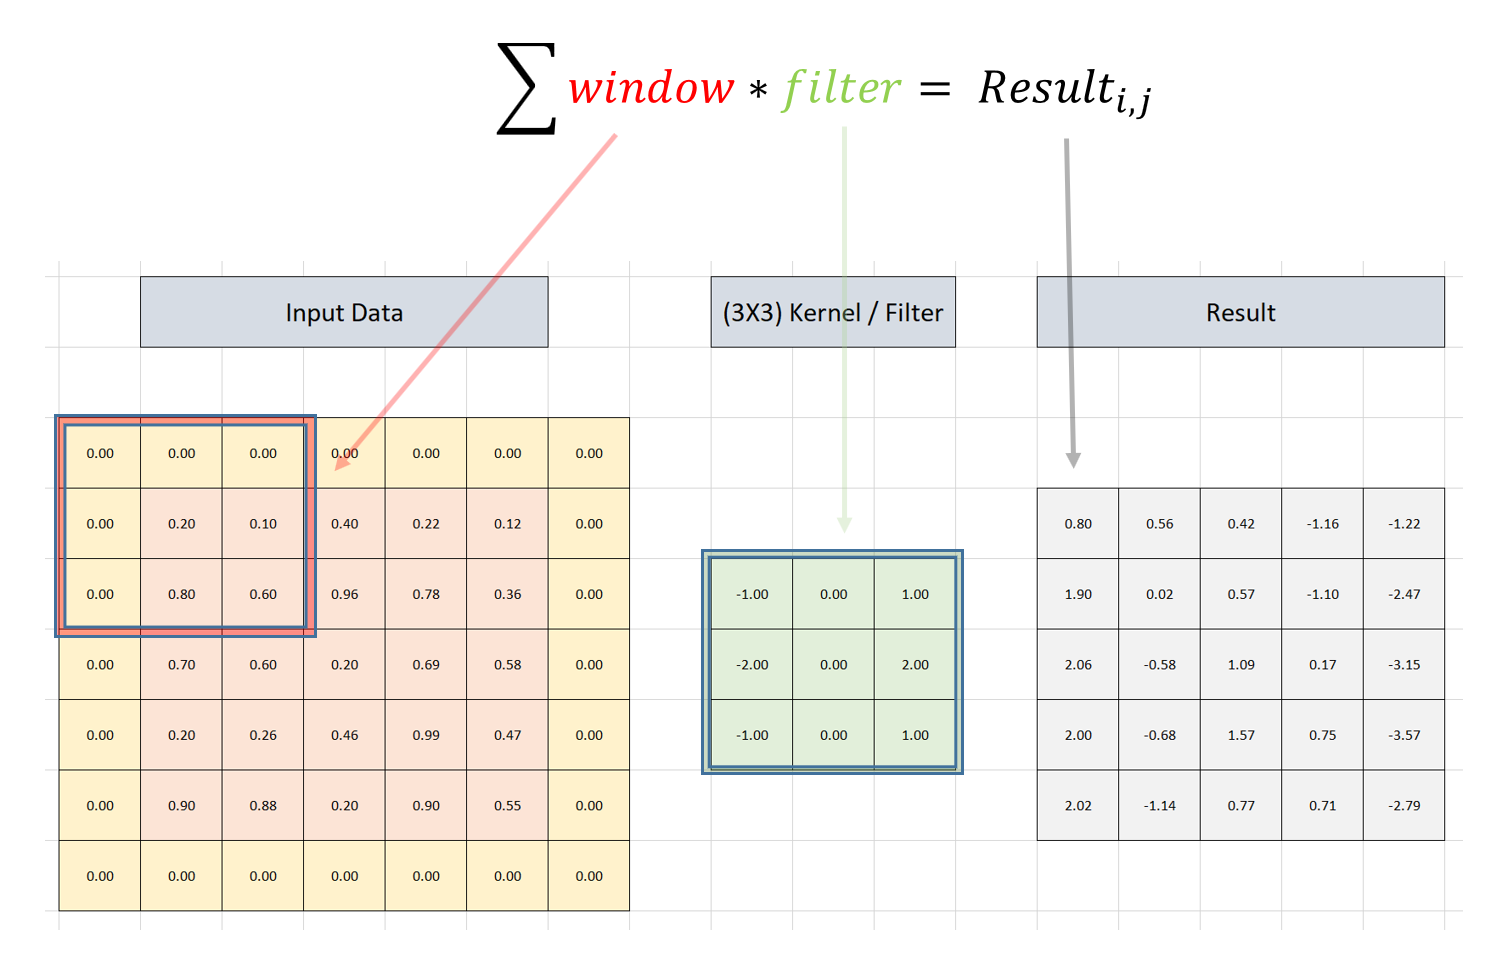 ∑ window ∗ filter = Result i,j
Input Data (3X3) Kernel / Filter Result
0.00 0.00 0.00 0.00 0.00 0.00 0.00
0.00 0.20 0.10 0.40 0.22 0.12 0.00 0.80 0.56 0.42 -1.16 -1.22
0.00 0.80 0.60 0.96 0.78 0.36 0.00 -1.00 0.00 1.00 1.90 0.02 0.57 -1.10 -2.47
0.00 0.70 0.60 0.20 0.69 0.58 0.00 -2.00 0.00 2.00 2.06 -0.58 1.09 0.17 -3.15
0.00 0.20 0.26 0.46 0.99 0.47 0.00 -1.00 0.00 1.00 2.00 -0.68 1.57 0.75 -3.57
0.00 0.90 0.88 0.20 0.90 0.55 0.00 2.02 -1.14 0.77 0.71 -2.79
0.00 0.00 0.00 0.00 0.00 0.00 0.00